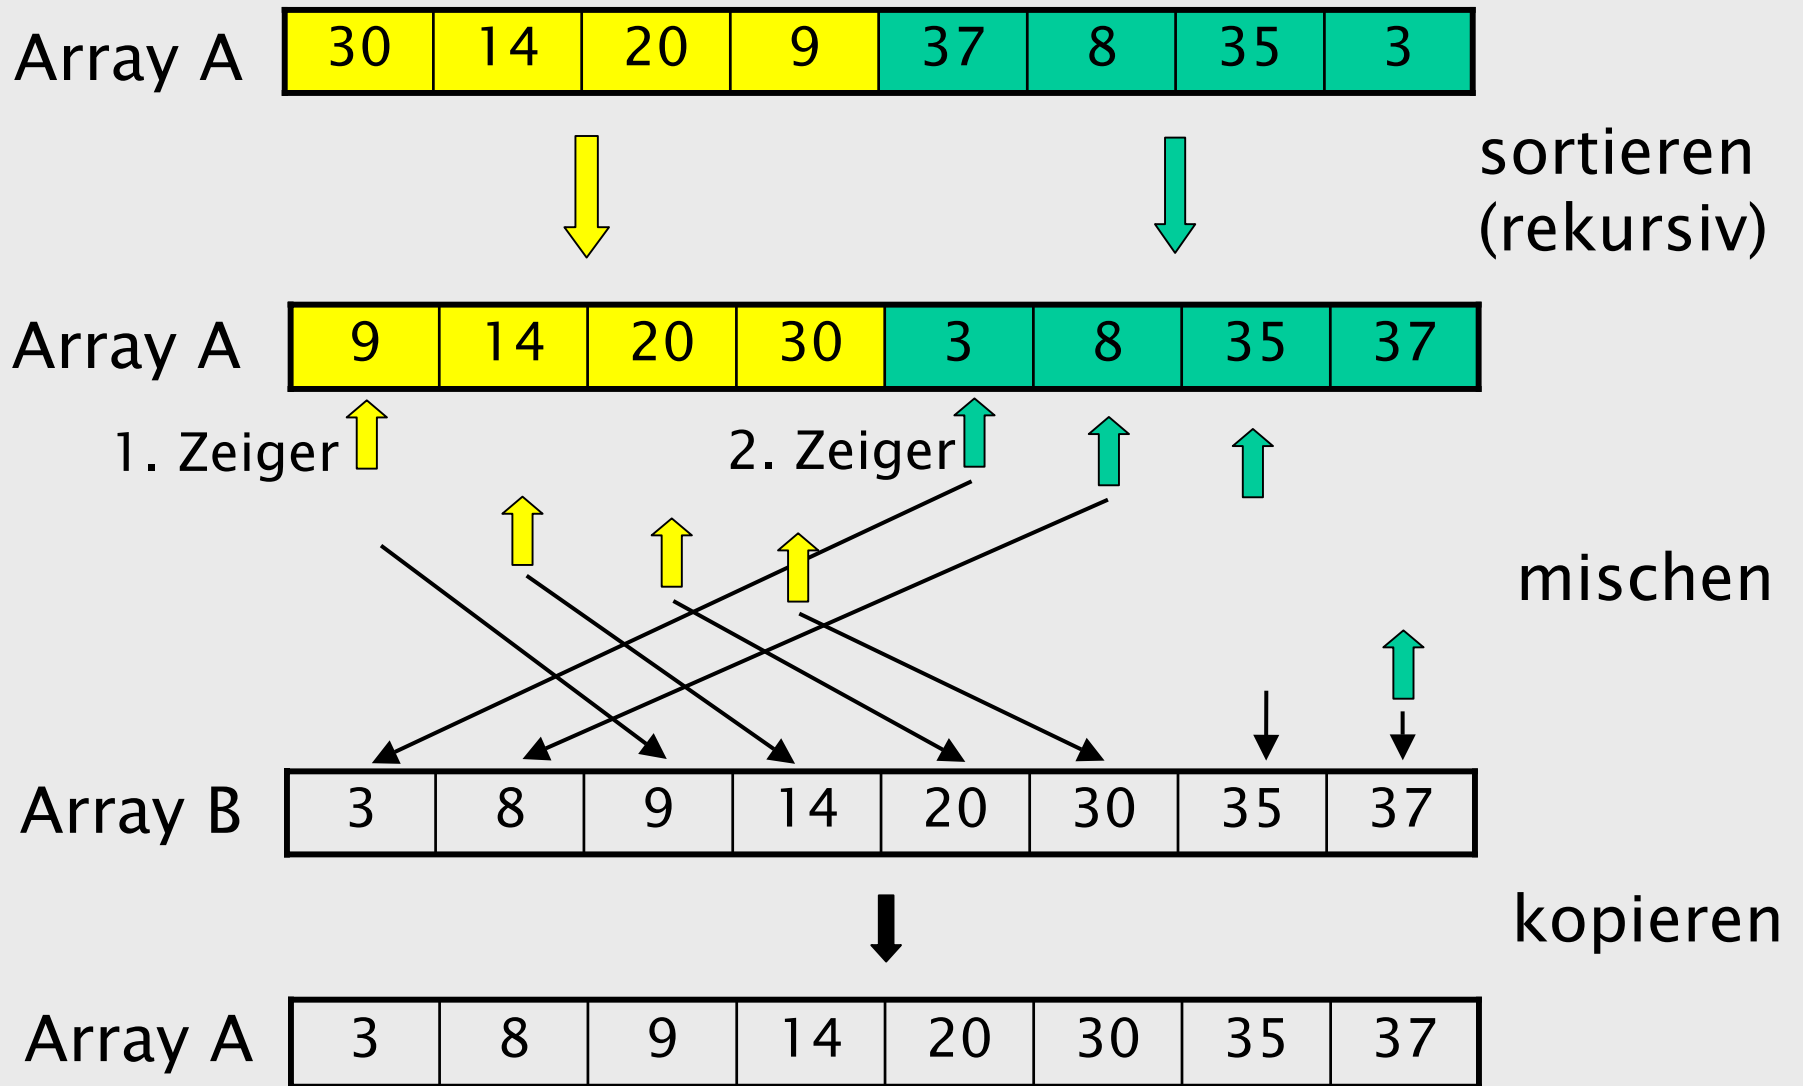 Array A 30 14 20 9 37 8 35 3
sortieren
(rekursiv)
Array A 9 14 20 30 3 8 35 37
1. Zeiger 2. Zeiger
mischen
Array B 3 8 9 14 20 30 35 37
kopieren
Array A 3 8 9 14 20 30 35 37